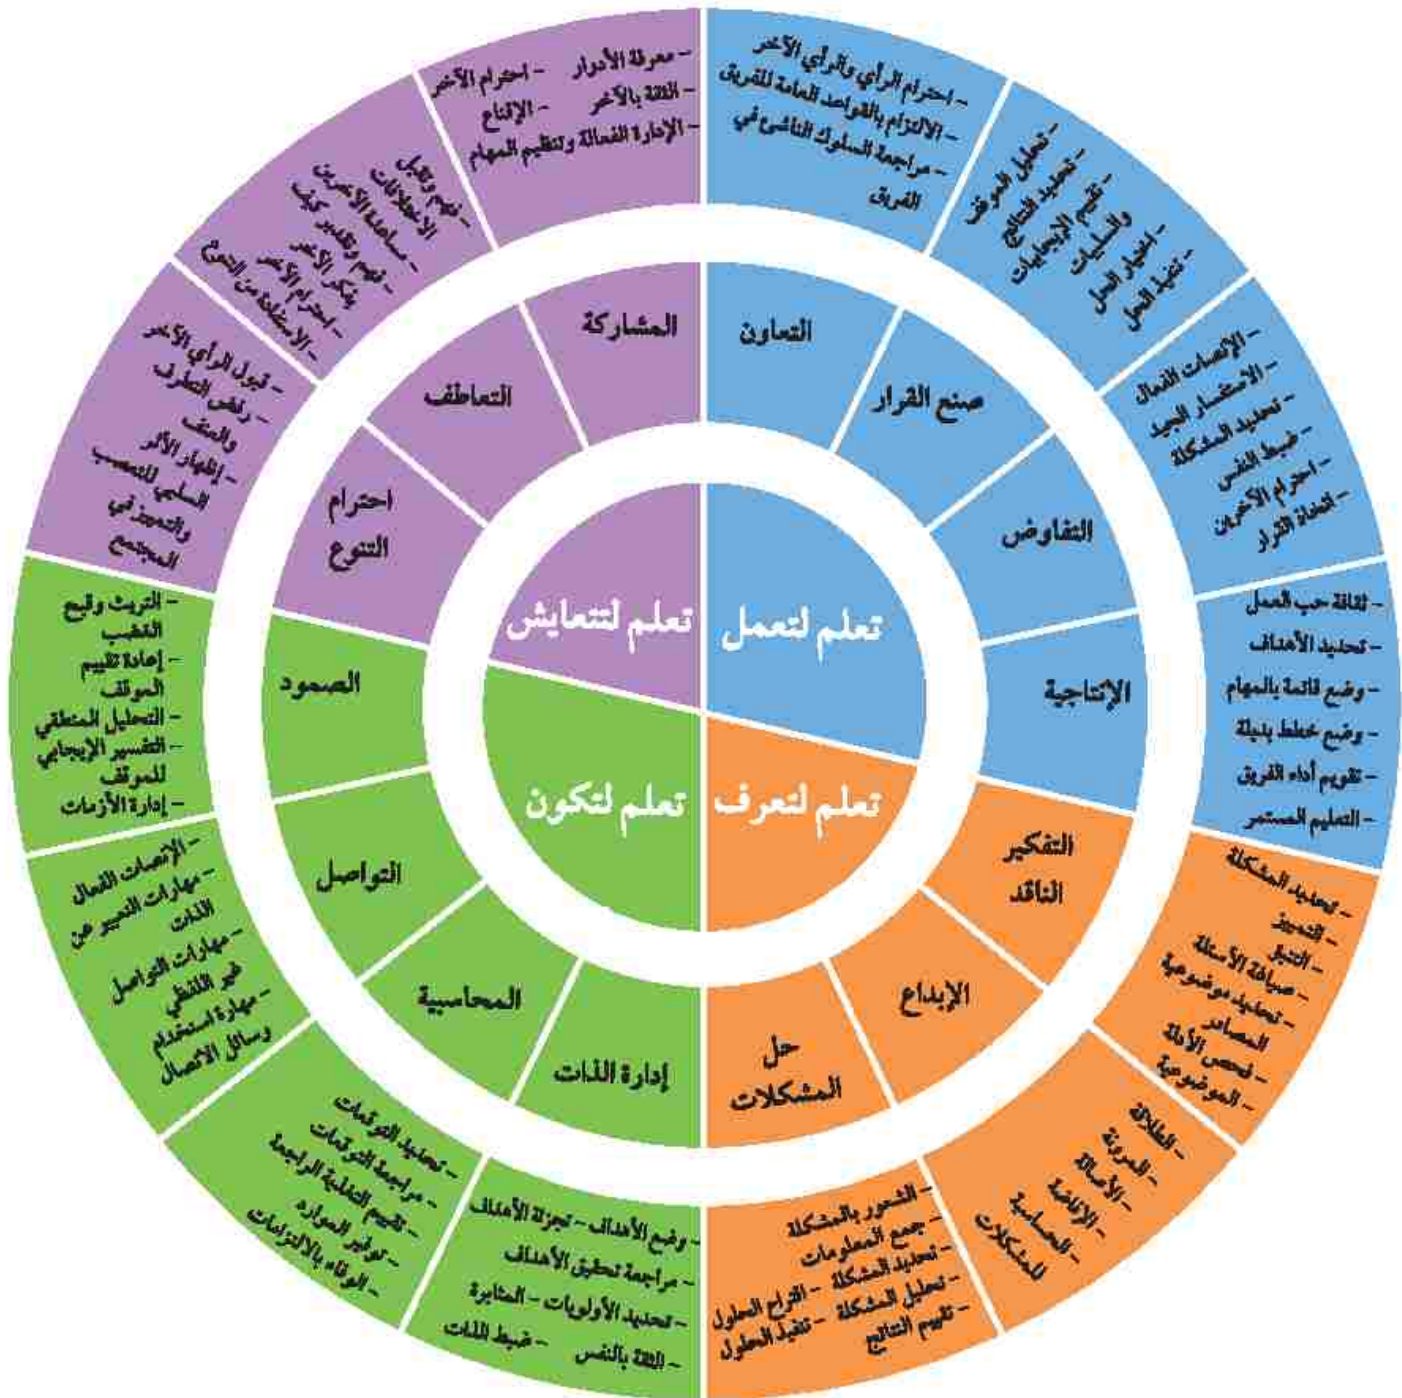 تعلم لتعمل
تعلم لتتعايش
تعلم لتعرف
تعلم لتكون
التعاون
صنع القرار
التفاوض
الإنتاجية
التفكير
الناقد
الإبداع
حل
المشكلات
إدارة الذات
المحاسبية
التواصل
الصمود
احترام
التنوع
التعاطف
المشاركة
- احترام الرأي والرأي الآخر
- الالتزام بالقواعد العامة للفريق
- مراجعة السلوك الناشئ في
الفريق
- تحليل الموقف
- تحديد النتائج
- تقييم الإيجابيات
والسلبيات
- اختيار الحل
- تنفيذ الحل
- الإنصات الفعال
- الاستفسار الجيد
- تحديد المشكلة
- ضبط النفس
- احترام الآخرين
- اتخاذ القرار
- ثقافة حب العمل
- تحديد الأهداف
- وضع قائمة بالمهام
- وضع خطط بديلة
- تقويم أداء الفريق
- التعليم المستمر
- تحديد المشكلة
- التمييز
- التنبؤ
- صياغة الأسئلة
- تحديد موضوعية
المصادر
- فحص الأدلة
- الموضوعية
- الطلاقة
- المرونة
- الأصالة
- الإفاضة
- الحساسية
للمشكلات
- الشعور بالمشكلة
- جمع المعلومات
- تحديد المشكلة - اقتراح الحلول
- تحليل المشكلة - تنفيذ الحلول
- تقييم النتائج
- وضع الأهداف - تجزئة الأهداف
- مراجعة تحقيق الأهداف
- تحديد الأولويات - المثابرة
- الثقة بالنفس - ضبط الذات
- تحديد التوقعات
- مراجعة التوقعات
- تقييم التغذية الراجعة
- توفير الموارد
- الوفاء بالالتزامات
- الإنصات الفعال
- مهارات التعبير عن
الذات
- مهارات التواصل
غير اللفظي
- مهارة استخدام
وسائل الاتصال
- التريث وقيح
الغضب
- إعادة تقييم
الموقف
- التحليل المنطقي
- التفسير الإيجابي
للموقف
- إدارة الأزمات
- قبول الرأي الآخر
- رفض التطرف
والعنف
- إظهار الأثر
السلبي للتعصب
والتمييز في
المجتمع
- فهم وتقبل
الاختلافات
- مساعدة الآخرين
- فهم وتقدير كيف
يفكر الآخر
- احترام الآخر
- الاستفادة من التنوع
- معرفة الأدوار - احترام الآخر
- الثقة بالآخر - الإقناع
- الإدارة الفعالة وتنظيم المهام